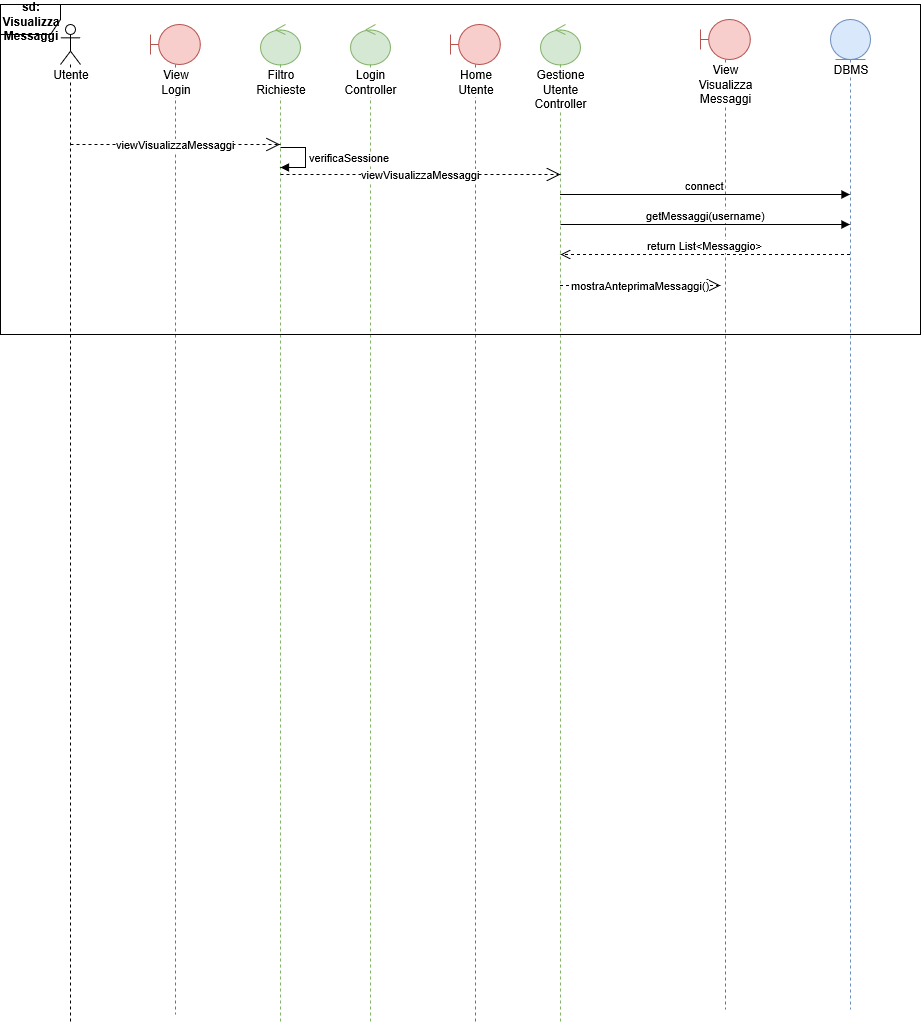 sd:
Visualizza
Messaggi
Utente
View
Login
Filtro
Richieste
Login
Controller
Home
Utente
Gestione
Utente
Controller
View
Visualizza
Messaggi
DBMS
viewVisualizzaMessaggi
verificaSessione
viewVisualizzaMessaggi
connect
getMessaggi(username)
return List<Messaggio>
mostraAnteprimaMessaggi()